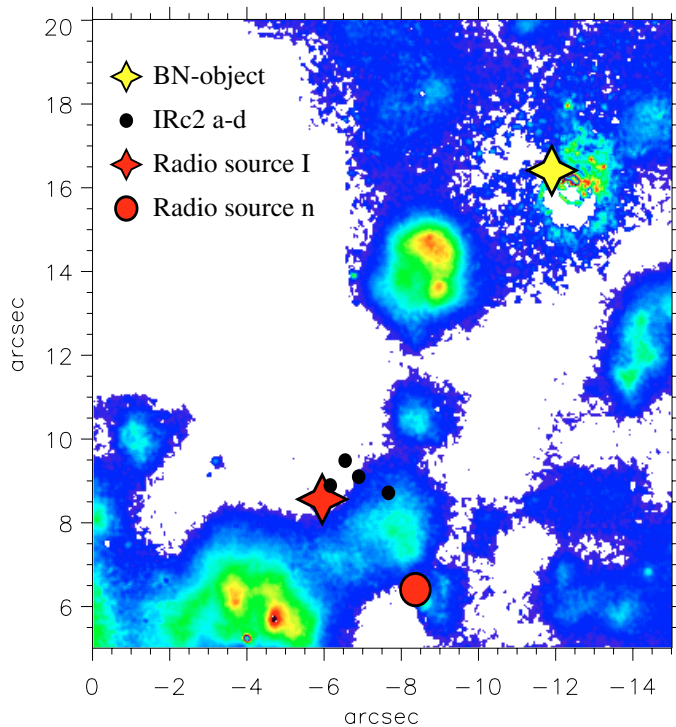 20
18
16
14
12
10
8
6
arcsec
BN-object
IRc2 a-d
Radio source I
Radio source n
0 −2 −4 −6 −8 −10 −12 −14
arcsec